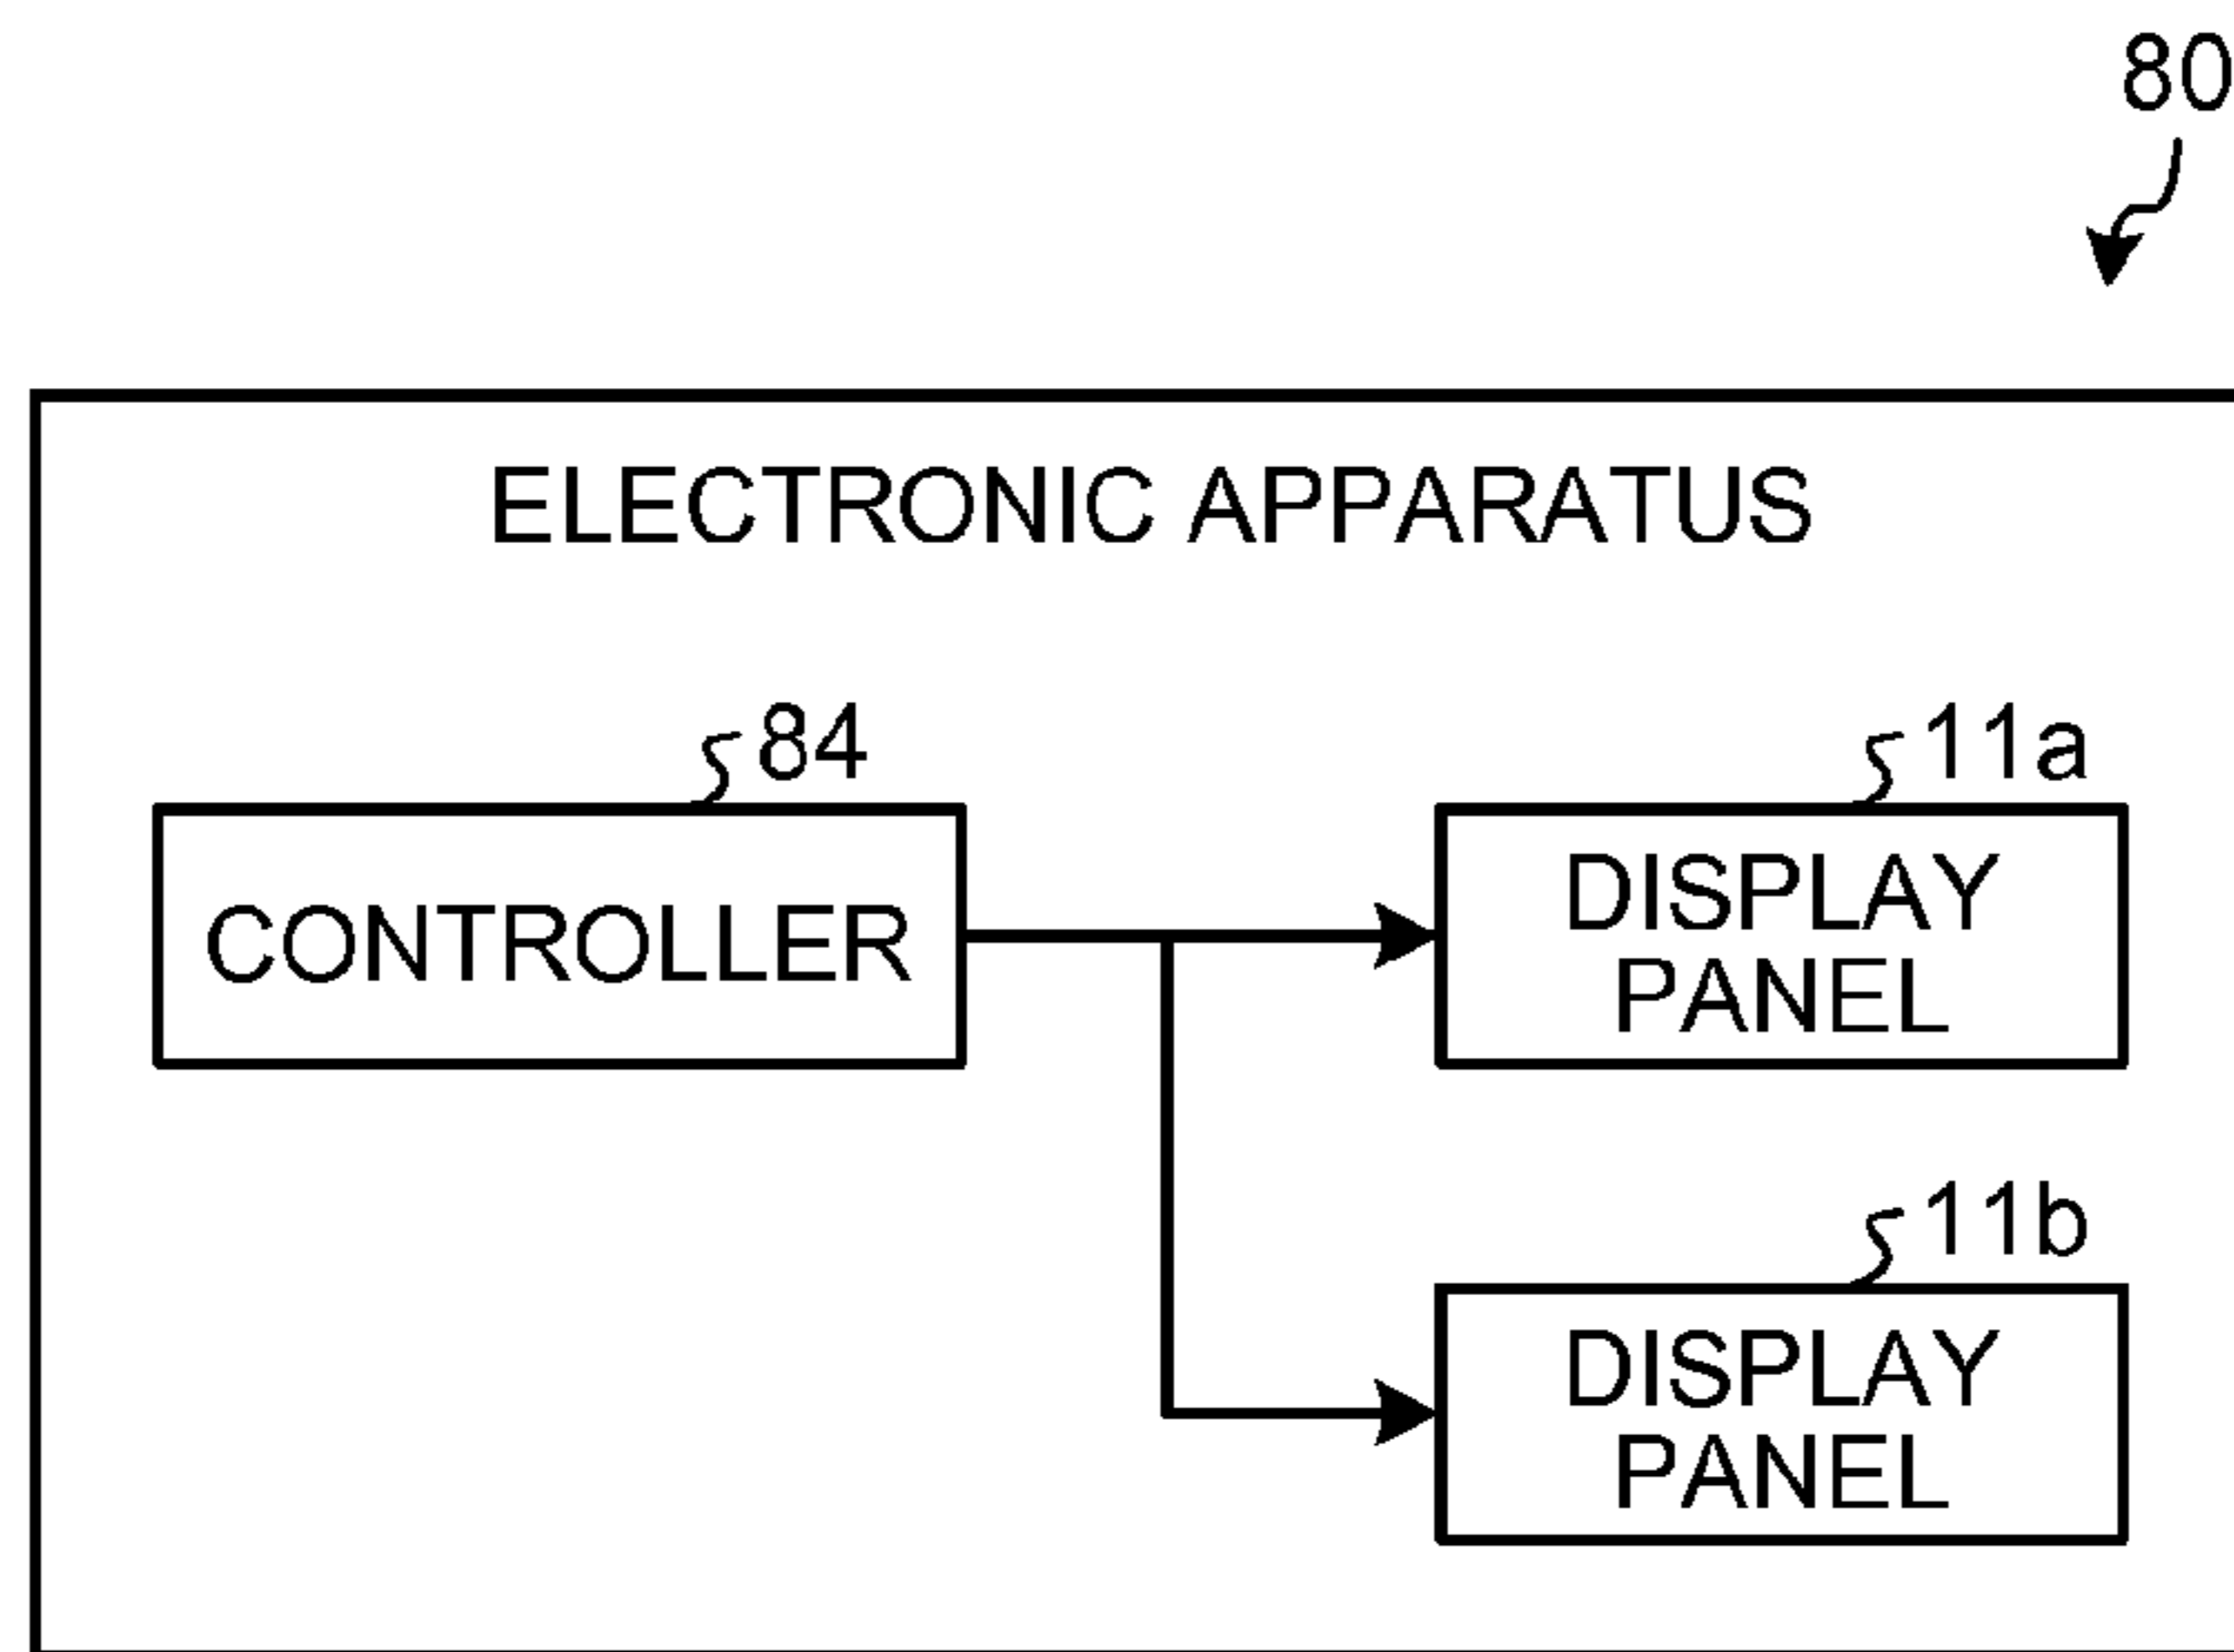 80
ELECTRONIC APPARATUS
84
11a
CONTROLLER
DISPLAY
PANEL
11b
DISPLAY
PANEL